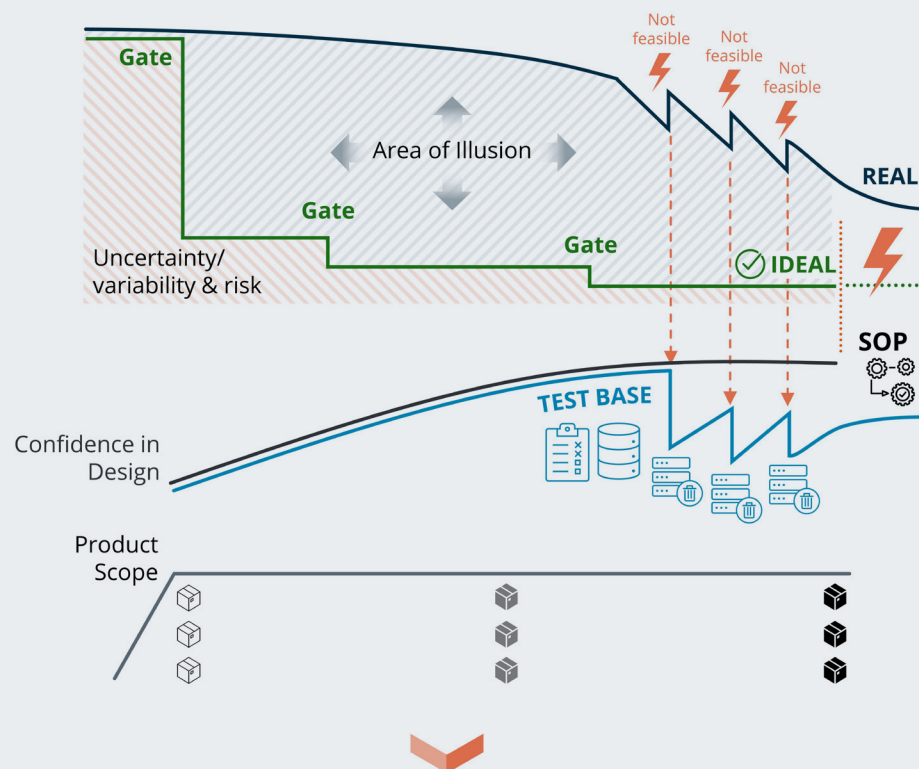 Not
feasible
Not
feasible
Not
feasible
Gate
Area of Illusion
REAL
Gate
Gate
Uncertainty/
variability & risk
IDEAL
SOP
TEST BASE
Confidence in
Design
Product
Scope